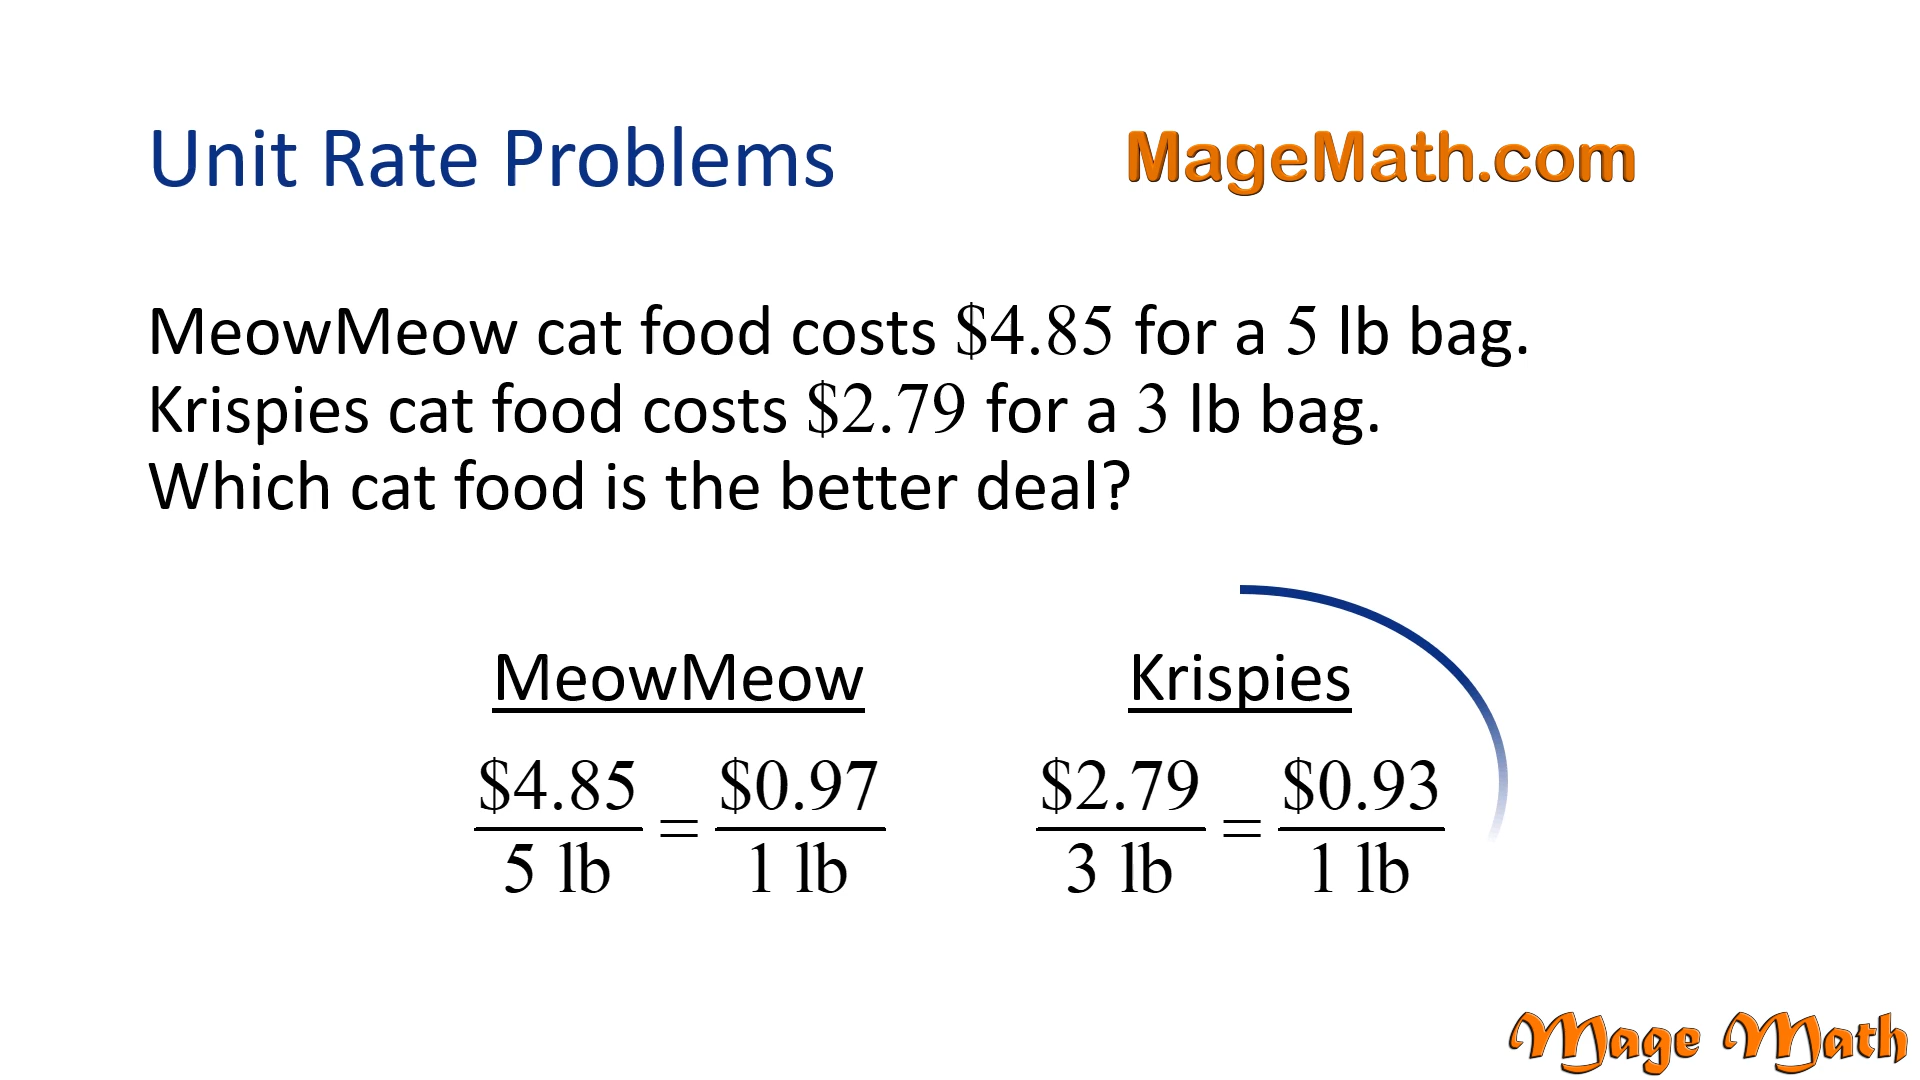 Unit Rate Problems
MageMath.com
MeowMeow cat food costs $4.85 for a 5 lb bag.
Krispies cat food costs $2.79 for a 3 lb bag.
Which cat food is the better deal?
MeowMeow
$4.85 / 5 lb = $0.97 / 1 lb
Krispies
$2.79 / 3 lb = $0.93 / 1 lb
Mage Math